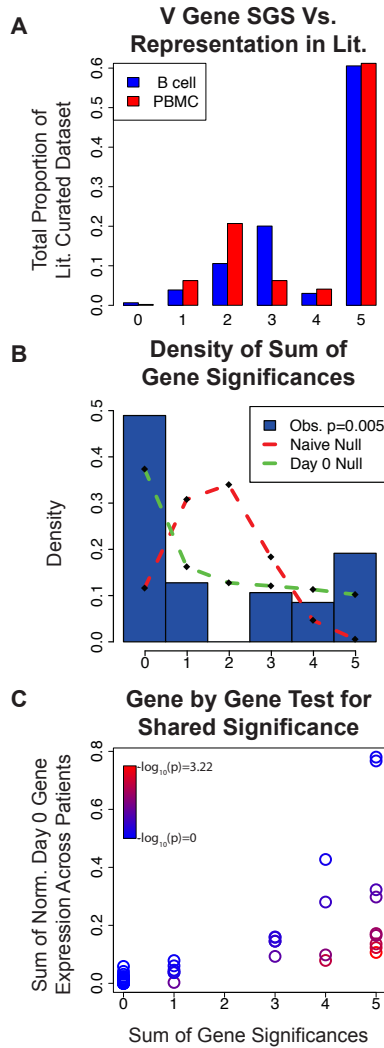 A
V Gene SGS Vs.
Representation in Lit.
Total Proportion of
Lit. Curated Dataset
0.0 0.1 0.2 0.3 0.4 0.5 0.6
B cell
PBMC
0 1 2 3 4 5
B
Density of Sum of
Gene Significances
Density
0.0 0.1 0.2 0.3 0.4 0.5
Obs. p=0.005
Naive Null
Day 0 Null
0 1 2 3 4 5
C
Gene by Gene Test for
Shared Significance
Sum of Norm. Day 0 Gene
Expression Across Patients
0.0 0.2 0.4 0.6 0.8
-log10(p)=3.22
-log10(p)=0
0 1 2 3 4 5
Sum of Gene Significances